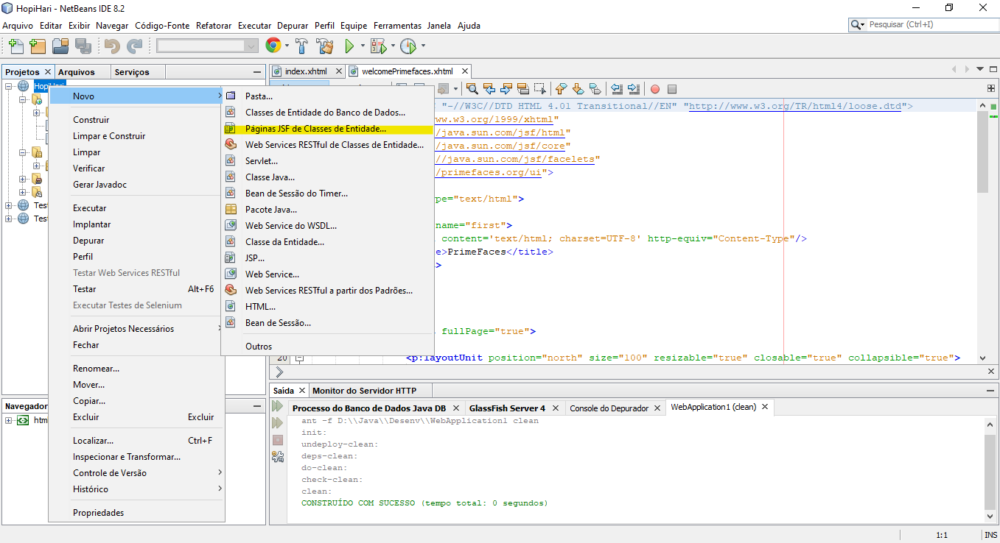 HopiHari - NetBeans IDE 8.2
Arquivo Editar Exibir Navegar Código-Fonte Refatorar Executar Depurar Perfil Equipe Ferramentas Janela Ajuda
Pesquisar (Ctrl+I)
Projetos Arquivos Serviços
index.xhtml welcomePrimefaces.xhtml
Novo
Construir
Limpar e Construir
Limpar
Verificar
Gerar Javadoc
Executar
Implantar
Depurar
Perfil
Testar Web Services RESTful
Testar Alt+F6
Executar Testes de Selenium
Abrir Projetos Necessários
Fechar
Renomear...
Mover...
Copiar...
Excluir Excluir
Localizar... Ctrl+F
Inspecionar e Transformar...
Controle de Versão
Histórico
Propriedades
Pasta...
Classes de Entidade do Banco de Dados...
Páginas JSF de Classes de Entidade...
Web Services RESTful de Classes de Entidade...
Servlet...
Classe Java...
Bean de Sessão do Timer...
Pacote Java...
Web Service do WSDL...
Classe da Entidade...
JSP...
Web Service...
Web Services RESTful a partir dos Padrões...
HTML...
Bean de Sessão...
Outros
Test
Test
"-//W3C//DTD HTML 4.01 Transitional//EN" "http://www.w3.org/TR/html4/loose.dtd">
ww.w3.org/1999/xhtml"
/java.sun.com/jsf/html"
/java.sun.com/jsf/core"
//java.sun.com/jsf/facelets"
/primefaces.org/ui">
pe="text/html">
name="first">
content='text/html; charset=UTF-8' http-equiv="Content-Type"/>
e>PrimeFaces</title>
>
fullPage="true">
20 <p:layoutUnit position="north" size="100" resizable="true" closable="true" collapsible="true">
Navegador
html
Saída Monitor do Servidor HTTP
Processo do Banco de Dados Java DB GlassFish Server 4 Console do Depurador WebApplication1 (clean)
ant -f D:\\Java\\Desenv\\WebApplication1 clean
init:
undeploy-clean:
deps-clean:
do-clean:
check-clean:
clean:
CONSTRUÍDO COM SUCESSO (tempo total: 0 segundos)
1:1 INS